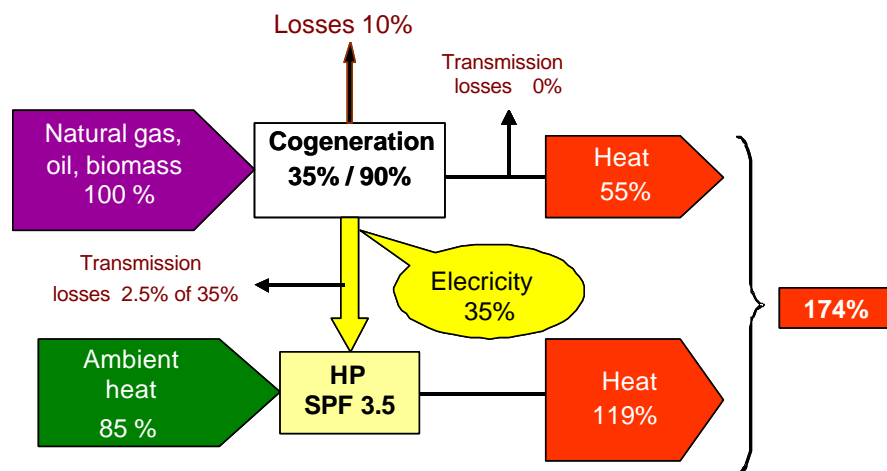 Losses 10%
Transmission
losses 0%
Natural gas,
oil, biomass
100 %
Cogeneration
35% / 90%
Heat
55%
Transmission
losses 2.5% of 35%
Elecricity
35%
174%
Ambient
heat
85 %
HP
SPF 3.5
Heat
119%